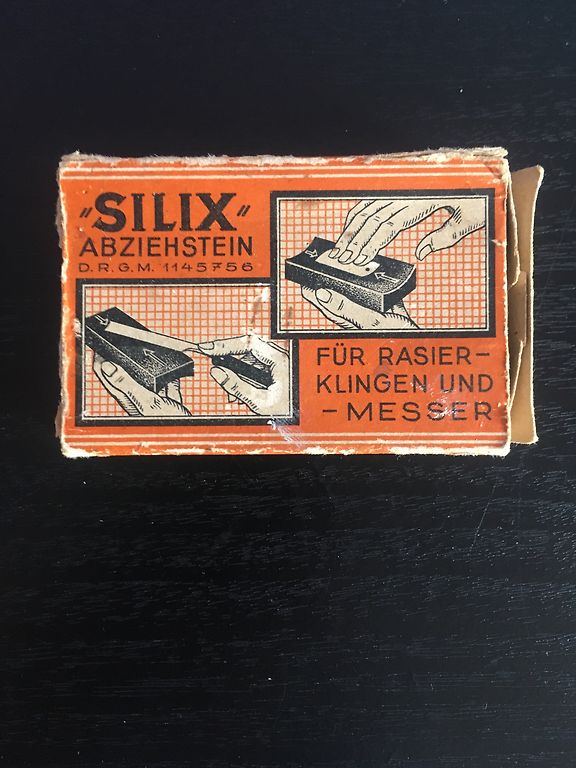 "SILIX"
ABZIEHSTEIN
D.R.G.M. 1145756
FÜR RASIER-
KLINGEN UND
-MESSER